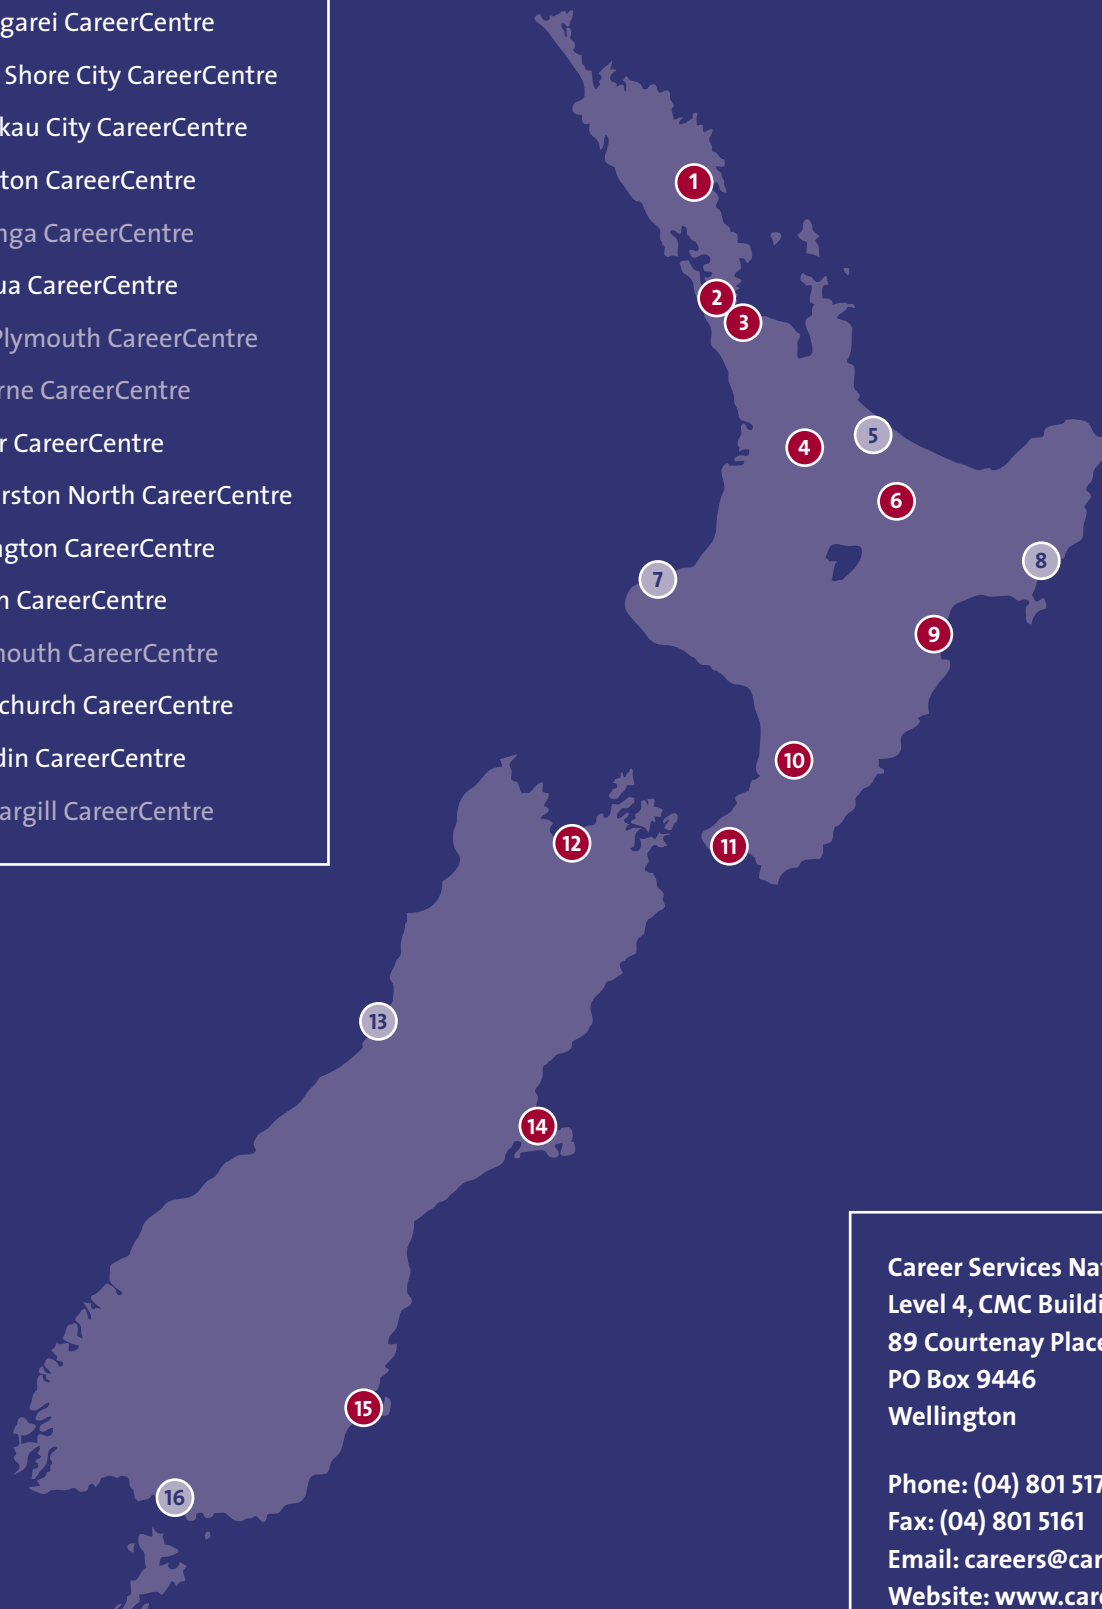 garei CareerCentre
Shore City CareerCentre
kau City CareerCentre
ton CareerCentre
nga CareerCentre
ua CareerCentre
Plymouth CareerCentre
rne CareerCentre
r CareerCentre
rston North CareerCentre
ngton CareerCentre
n CareerCentre
mouth CareerCentre
church CareerCentre
din CareerCentre
argill CareerCentre
1
2
3
4
5
6
7
8
9
10
11
12
13
14
15
16
Career Services Na
Level 4, CMC Buildi
89 Courtenay Place
PO Box 9446
Wellington
Phone: (04) 801 517
Fax: (04) 801 5161
Email: careers@car
Website: www.care